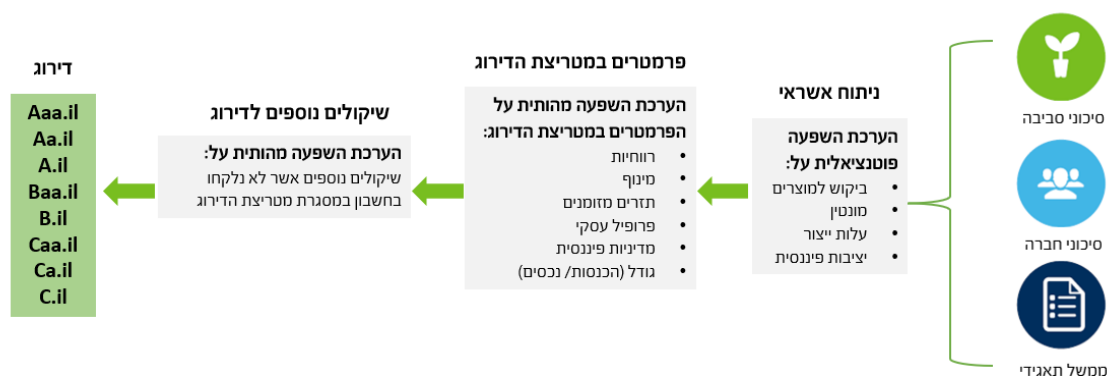 סיכוני סביבה
סיכוני חברה
ממשל תאגידי
ניתוח אשראי
הערכת השפעה
פוטנציאלית על:
• ביקוש למוצרים
• מונטין
• עלות ייצור
• יציבות פיננסית
פרמטרים במטריצת הדירוג
הערכת השפעה מהותית על
הפרמטרים במטריצת הדירוג:
• רווחיות
• מינוף
• תזרים מזומנים
• פרופיל עסקי
• מדיניות פיננסית
• גודל (הכנסות/ נכסים)
שיקולים נוספים לדירוג
הערכת השפעה מהותית על:
שיקולים נוספים אשר לא נלקחו
בחשבון במסגרת מטריצת הדירוג
דירוג
Aaa.il
Aa.il
A.il
Baa.il
B.il
Caa.il
Ca.il
C.il